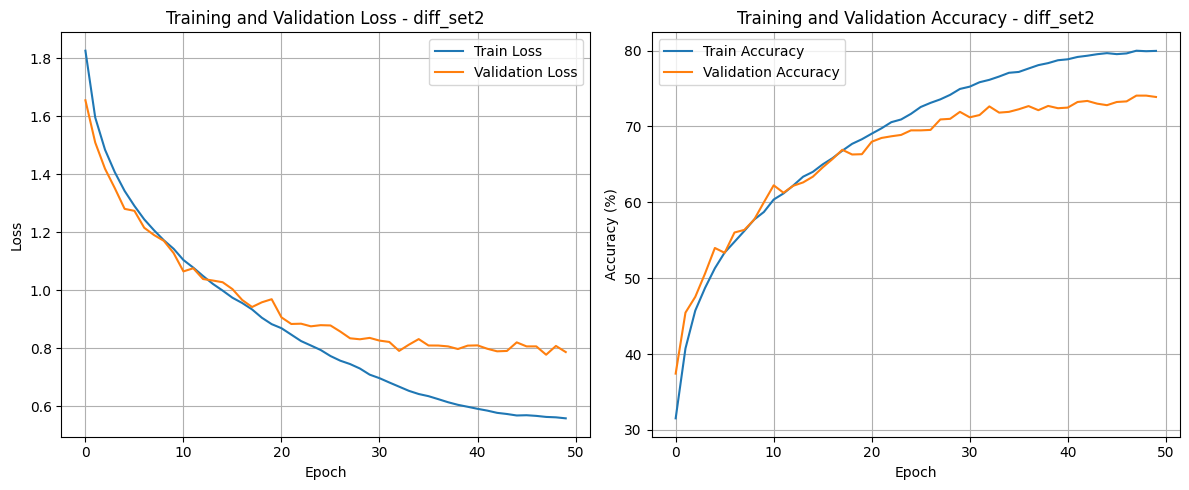 Training and Validation Loss - diff_set2
Train Loss
Validation Loss
1.8
1.6
1.4
1.2
1.0
0.8
0.6
Loss
0 10 20 30 40 50
Epoch
Training and Validation Accuracy - diff_set2
Train Accuracy
Validation Accuracy
80
70
60
50
40
30
Accuracy (%)
0 10 20 30 40 50
Epoch